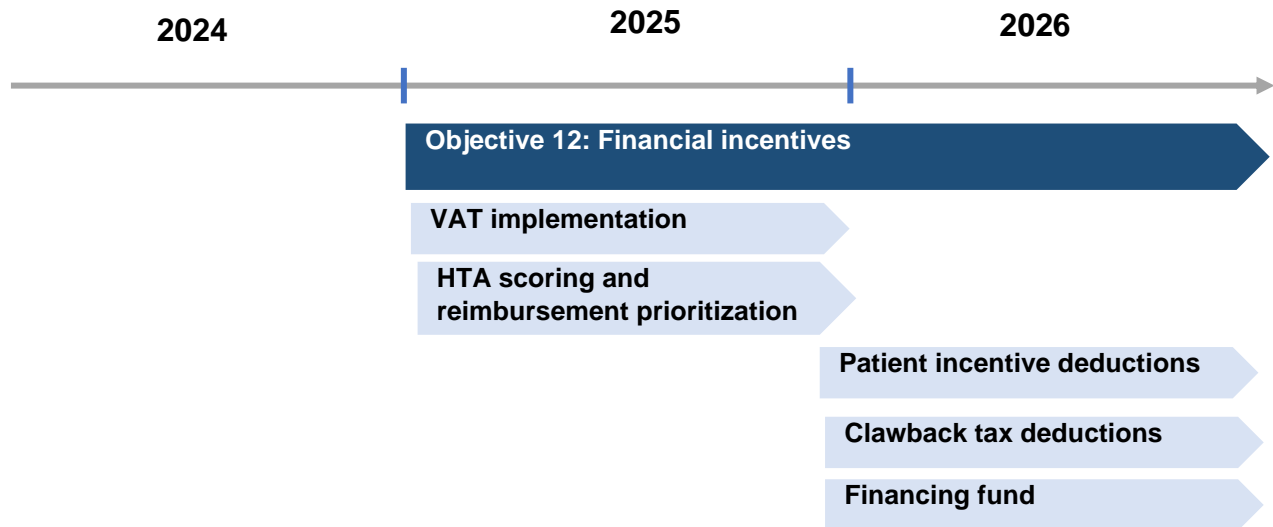 2024
2025
2026
Objective 12: Financial incentives
VAT implementation
HTA scoring and
reimbursement prioritization
Patient incentive deductions
Clawback tax deductions
Financing fund